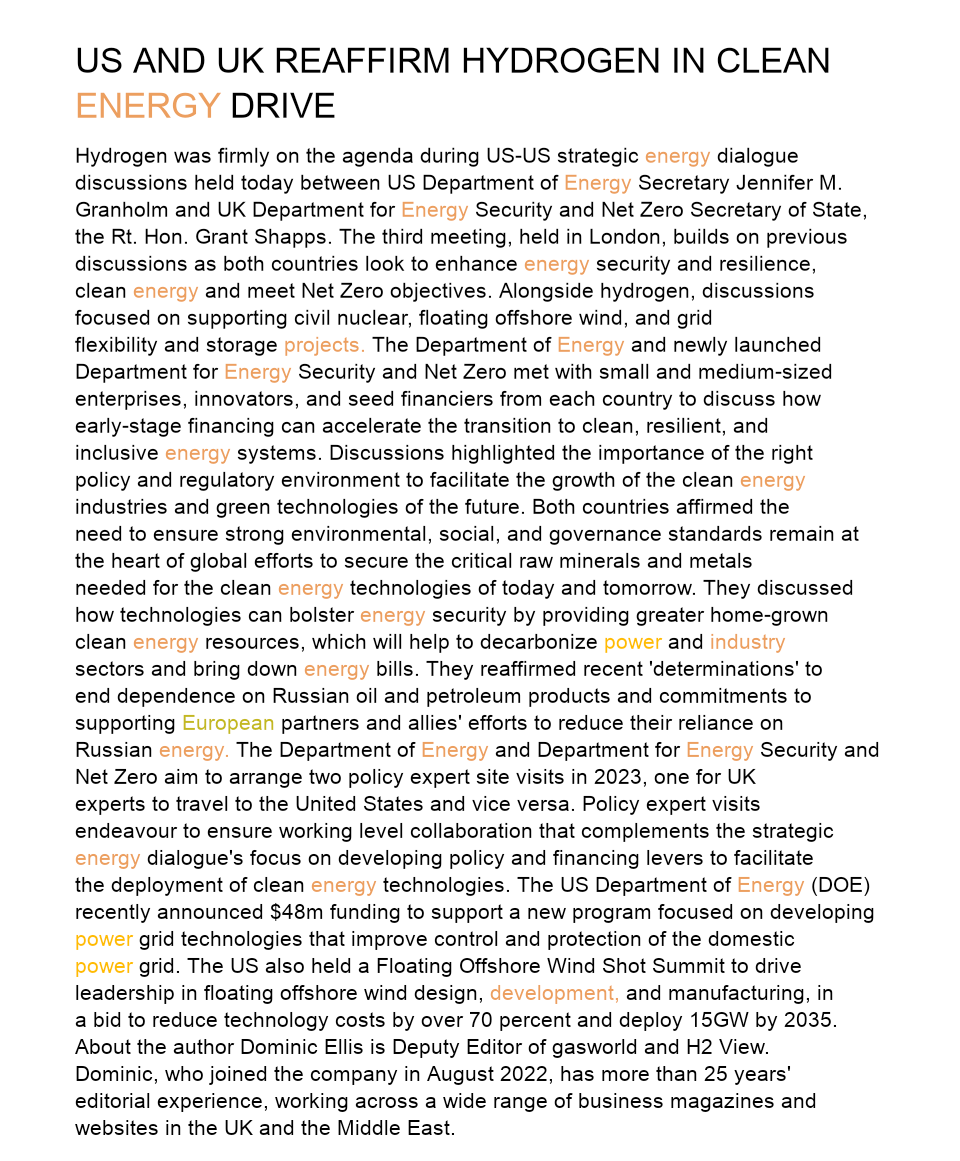 US AND UK REAFFIRM HYDROGEN IN CLEAN
ENERGY DRIVE
Hydrogen was firmly on the agenda during US-US strategic energy dialogue
discussions held today between US Department of Energy Secretary Jennifer M.
Granholm and UK Department for Energy Security and Net Zero Secretary of State,
the Rt. Hon. Grant Shapps. The third meeting, held in London, builds on previous
discussions as both countries look to enhance energy security and resilience,
clean energy and meet Net Zero objectives. Alongside hydrogen, discussions
focused on supporting civil nuclear, floating offshore wind, and grid
flexibility and storage projects. The Department of Energy and newly launched
Department for Energy Security and Net Zero met with small and medium-sized
enterprises, innovators, and seed financiers from each country to discuss how
early-stage financing can accelerate the transition to clean, resilient, and
inclusive energy systems. Discussions highlighted the importance of the right
policy and regulatory environment to facilitate the growth of the clean energy
industries and green technologies of the future. Both countries affirmed the
need to ensure strong environmental, social, and governance standards remain at
the heart of global efforts to secure the critical raw minerals and metals
needed for the clean energy technologies of today and tomorrow. They discussed
how technologies can bolster energy security by providing greater home-grown
clean energy resources, which will help to decarbonize power and industry
sectors and bring down energy bills. They reaffirmed recent 'determinations' to
end dependence on Russian oil and petroleum products and commitments to
supporting European partners and allies' efforts to reduce their reliance on
Russian energy. The Department of Energy and Department for Energy Security and
Net Zero aim to arrange two policy expert site visits in 2023, one for UK
experts to travel to the United States and vice versa. Policy expert visits
endeavour to ensure working level collaboration that complements the strategic
energy dialogue's focus on developing policy and financing levers to facilitate
the deployment of clean energy technologies. The US Department of Energy (DOE)
recently announced $48m funding to support a new program focused on developing
power grid technologies that improve control and protection of the domestic
power grid. The US also held a Floating Offshore Wind Shot Summit to drive
leadership in floating offshore wind design, development, and manufacturing, in
a bid to reduce technology costs by over 70 percent and deploy 15GW by 2035.
About the author Dominic Ellis is Deputy Editor of gasworld and H2 View.
Dominic, who joined the company in August 2022, has more than 25 years'
editorial experience, working across a wide range of business magazines and
websites in the UK and the Middle East.